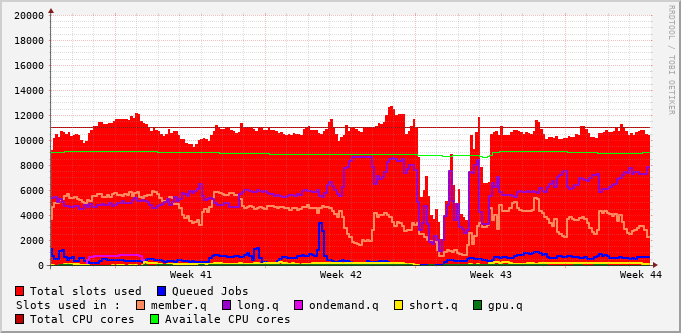 20000
18000
16000
14000
12000
10000
8000
6000
4000
2000
0
Week 41 Week 42 Week 43 Week 44
Total slots used Queued Jobs
Slots used in : member.q long.q ondemand.q short.q gpu.q
Total CPU cores Availale CPU cores
RRDTOOL / TOBI OETIKER